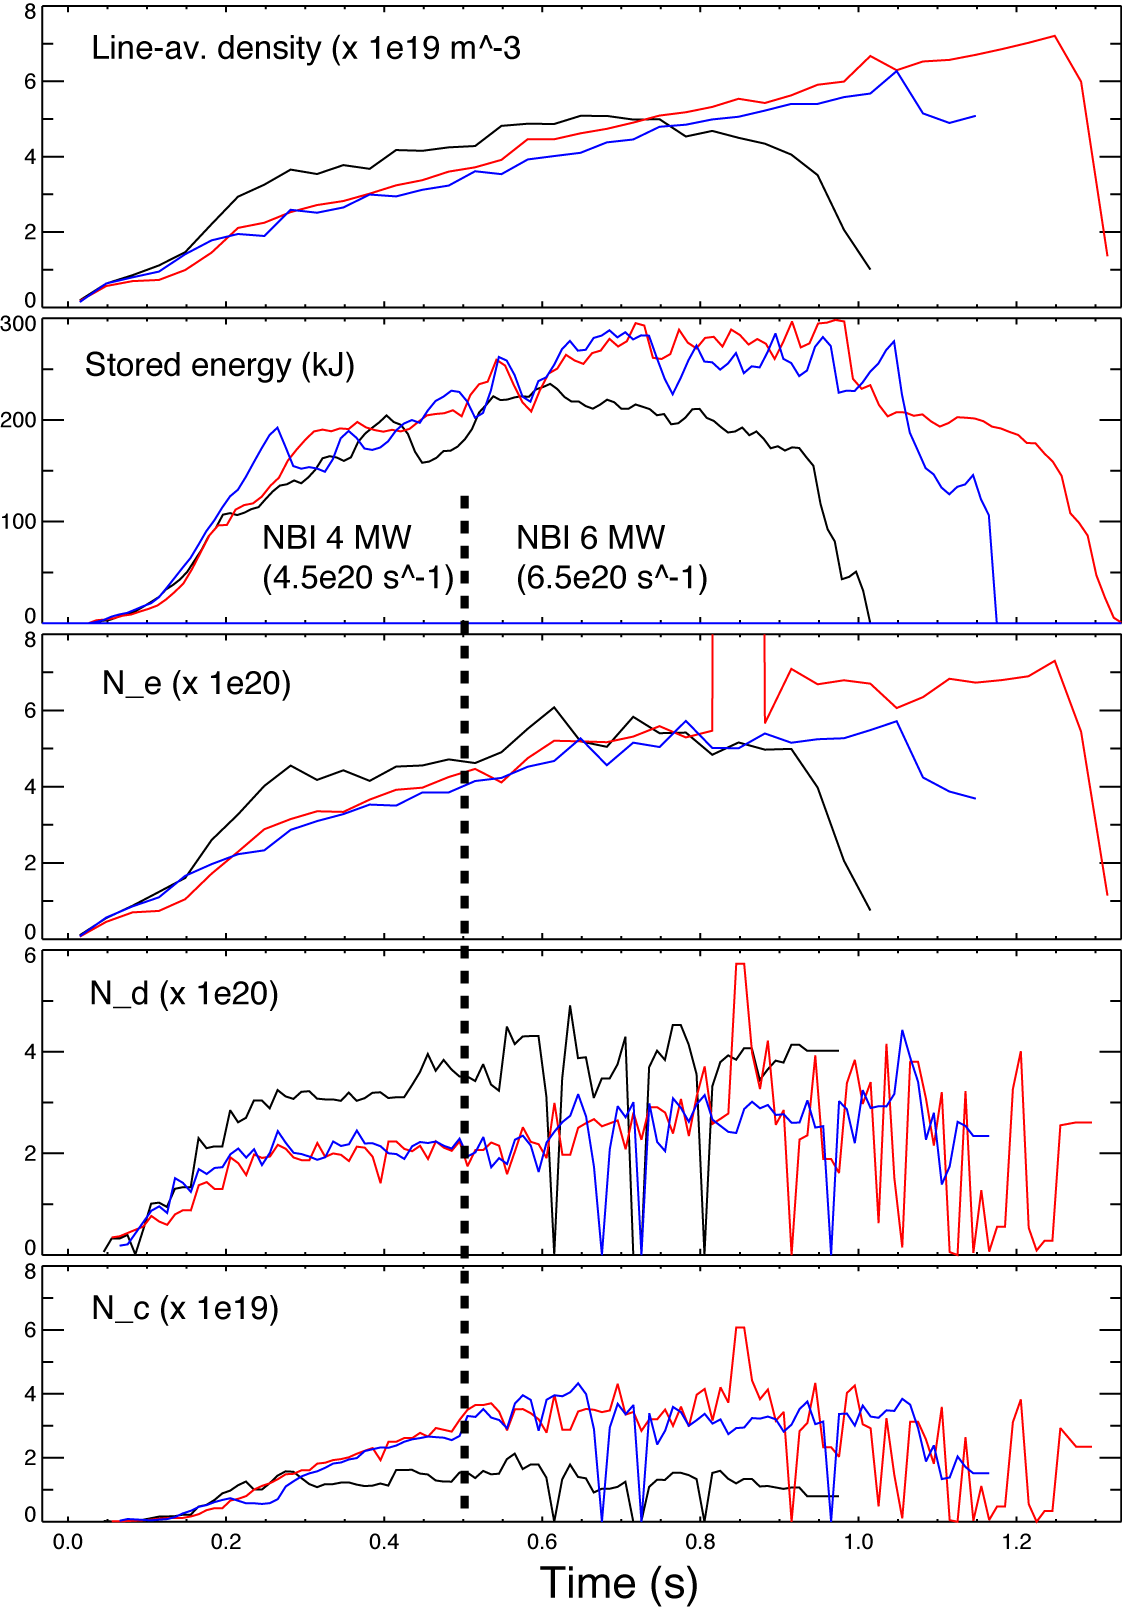 8
Line-av. density (x 1e19 m^-3
6
4
2
0
300
Stored energy (kJ)
200
NBI 4 MW NBI 6 MW
(4.5e20 s^-1) (6.5e20 s^-1)
100
0
8
N_e (x 1e20)
6
4
2
0
6
N_d (x 1e20)
4
2
0
8
N_c (x 1e19)
6
4
2
0
0.0 0.2 0.4 0.6 0.8 1.0 1.2
Time (s)